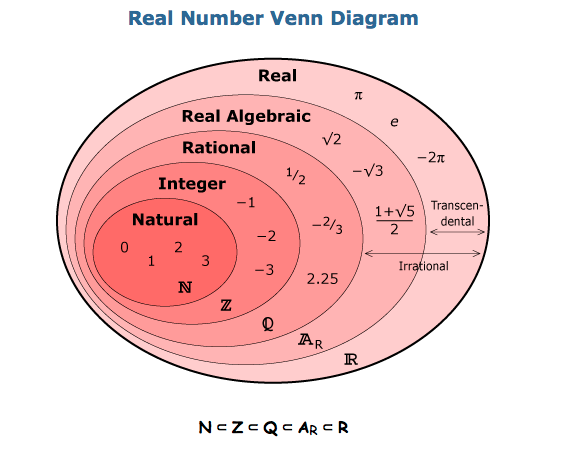 Real Number Venn Diagram
Real
π
Real Algebraic
e
√2
Rational
−2π
1/2
−√3
Integer
−1
Natural
1+√5
2
Transcen-
dental
−2/3
−2
0
2
1
3
Irrational
−3
2.25
ℕ
ℤ
ℚ
𝔸R
ℝ
N ⊂ Z ⊂ Q ⊂ AR ⊂ R